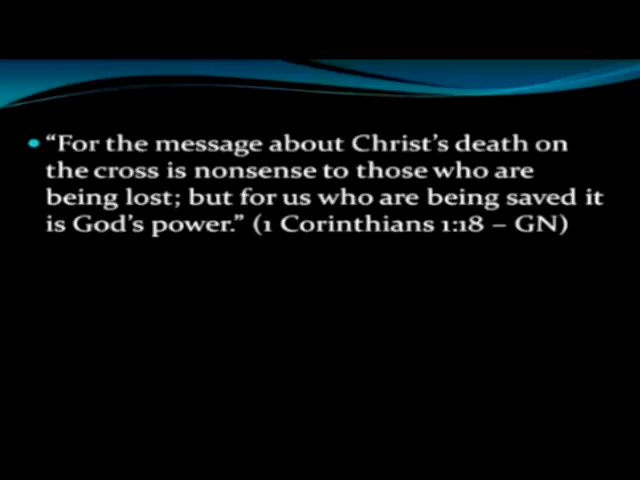 • “For the message about Christ’s death on
the cross is nonsense to those who are
being lost; but for us who are being saved it
is God’s power.” (1 Corinthians 1:18 – GN)